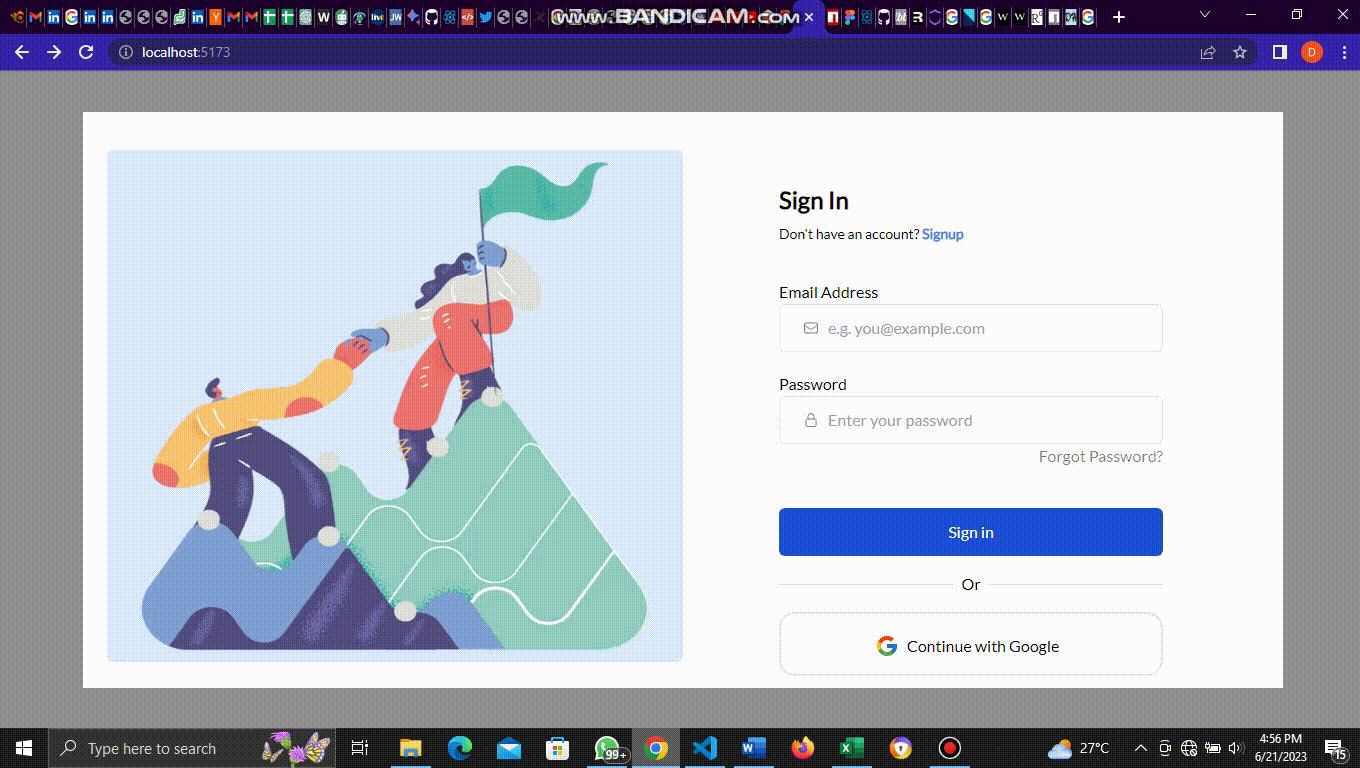 www.BANDICAM.com
localhost:5173
D
Sign In
Don't have an account? Signup
Email Address
e.g. you@example.com
Password
Enter your password
Forgot Password?
Sign in
Or
Continue with Google
Type here to search
99+
27°C
4:56 PM
6/21/2023
15